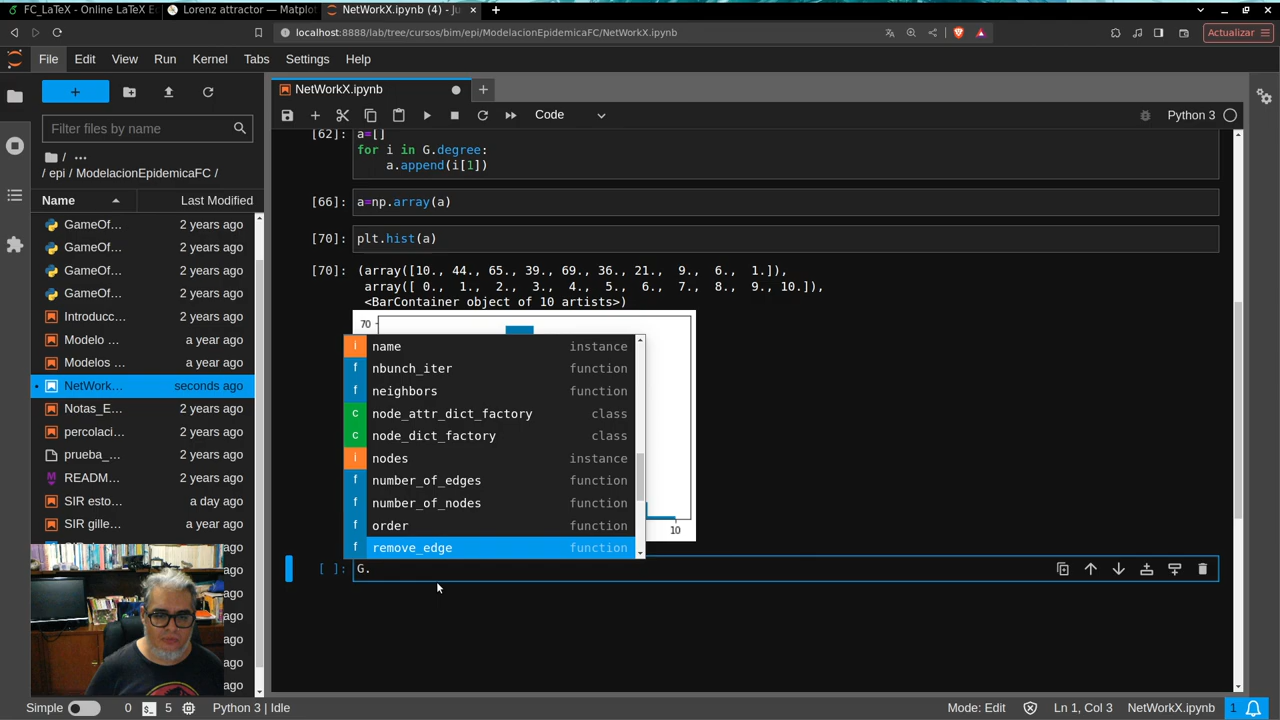 FC_LaTeX - Online LaTeX E
Lorenz attractor — Matplot
NetWorkX.ipynb (4) - Ju
localhost:8888/lab/tree/cursos/bim/epi/ModelacionEpidemicaFC/NetWorkX.ipynb
Actualizar
File Edit View Run Kernel Tabs Settings Help
NetWorkX.ipynb
Filter files by name
Code
Python 3
/ ···
/ epi / ModelacionEpidemicaFC /
Name Last Modified
GameOf... 2 years ago
GameOf... 2 years ago
GameOf... 2 years ago
GameOf... 2 years ago
Introducc... 2 years ago
Modelo ... a year ago
Modelos ... a year ago
NetWork... seconds ago
Notas_E... 2 years ago
percolaci... 2 years ago
prueba_... 2 years ago
READM... 2 years ago
SIR esto... a day ago
SIR gille... a year ago
ago
ago
ago
ago
ago
ago
ago
[62]: a=[]
for i in G.degree:
a.append(i[1])
[66]: a=np.array(a)
[70]: plt.hist(a)
[70]: (array([10., 44., 65., 39., 69., 36., 21., 9., 6., 1.]),
array([ 0., 1., 2., 3., 4., 5., 6., 7., 8., 9., 10.]),
<BarContainer object of 10 artists>)
70
i name instance
f nbunch_iter function
f neighbors function
c node_attr_dict_factory class
c node_dict_factory class
i nodes instance
f number_of_edges function
f number_of_nodes function
f order function
f remove_edge function
10
[ ]: G.
Simple 0 5 Python 3 | Idle
Mode: Edit Ln 1, Col 3 NetWorkX.ipynb 1